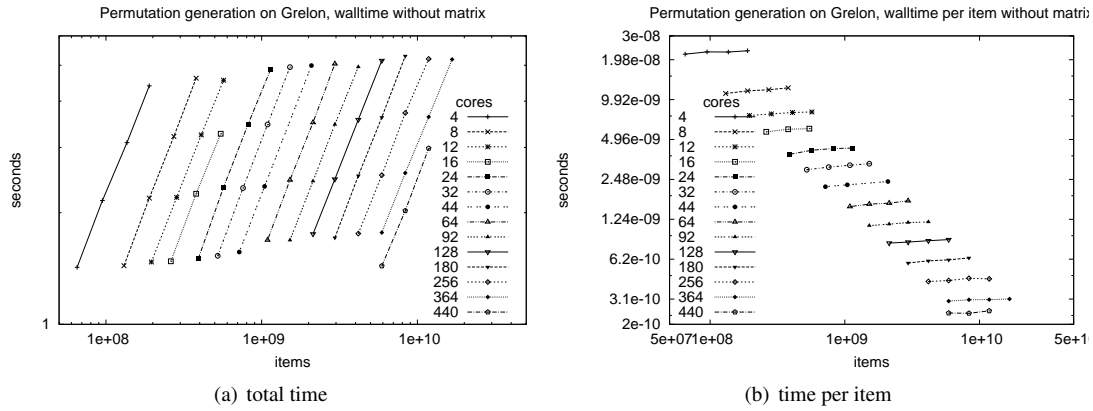 Permutation generation on Grelon, walltime without matrix
seconds
1
1e+08
1e+09
1e+10
items
cores
4
8
12
16
24
32
44
64
92
128
180
256
364
440
(a) total time
Permutation generation on Grelon, walltime per item without matrix
seconds
3e-08
1.98e-08
9.92e-09
4.96e-09
2.48e-09
1.24e-09
6.2e-10
3.1e-10
2e-10
5e+071e+08
1e+09
1e+10
5e+10
items
cores
4
8
12
16
24
32
44
64
92
128
180
256
364
440
(b) time per item